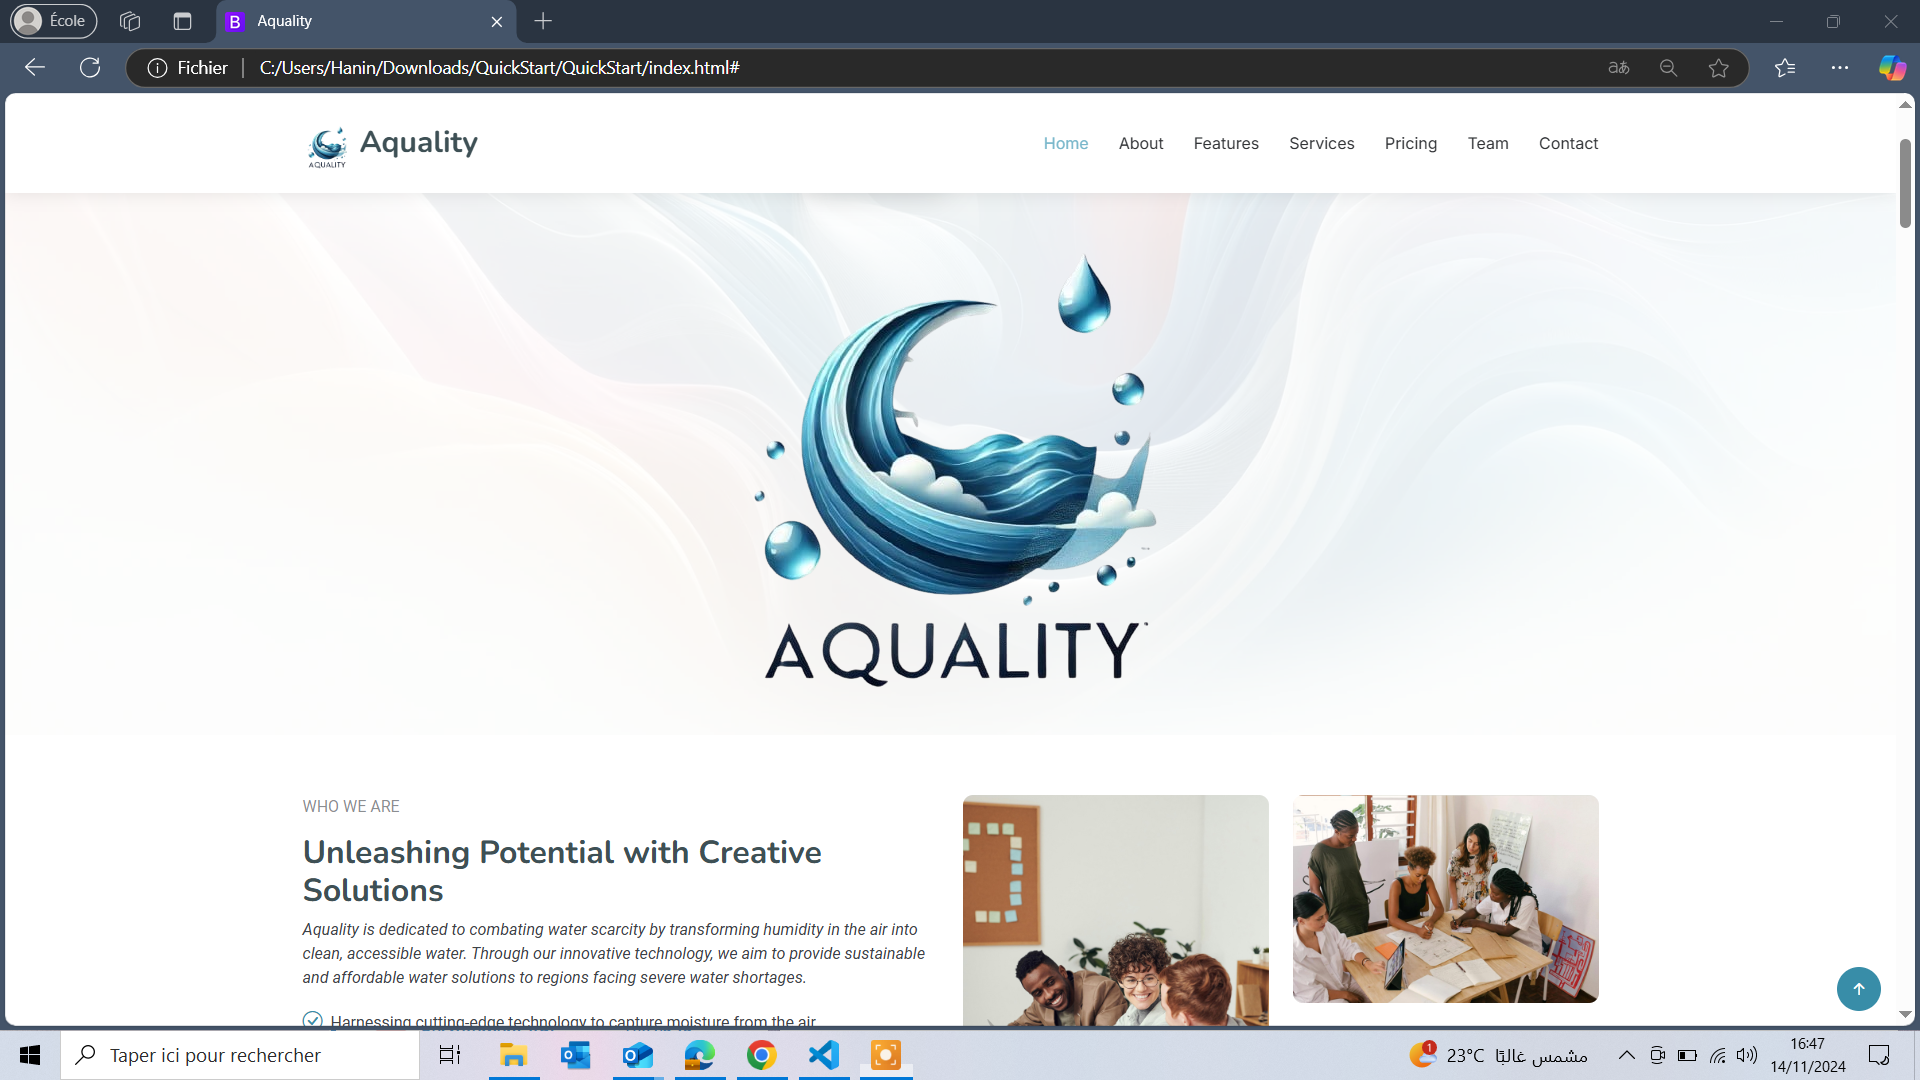 École
Aquality
Fichier
C:/Users/Hanin/Downloads/QuickStart/QuickStart/index.html#
AQUALITY
Aquality
Home
About
Features
Services
Pricing
Team
Contact
AQUALITY
WHO WE ARE
Unleashing Potential with Creative
Solutions
Aquality is dedicated to combating water scarcity by transforming humidity in the air into
clean, accessible water. Through our innovative technology, we aim to provide sustainable
and affordable water solutions to regions facing severe water shortages.
Harnessing cutting-edge technology to capture moisture from the air
Taper ici pour rechercher
1
23°C مشمس غالبًا
16:47
14/11/2024